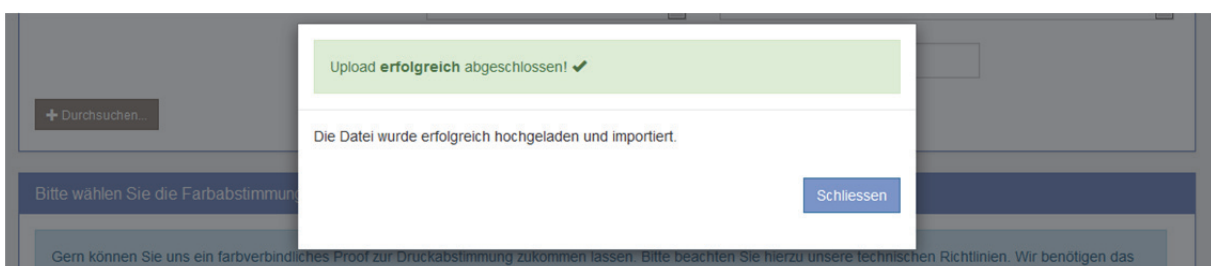 Upload erfolgreich abgeschlossen! ✔
+ Durchsuchen...
Die Datei wurde erfolgreich hochgeladen und importiert.
Schliessen
Bitte wählen Sie die Farbabstimmung
Gern können Sie uns ein farbverbindliches Proof zur Druckabstimmung zukommen lassen. Bitte beachten Sie hierzu unsere technischen Richtlinien. Wir benötigen das